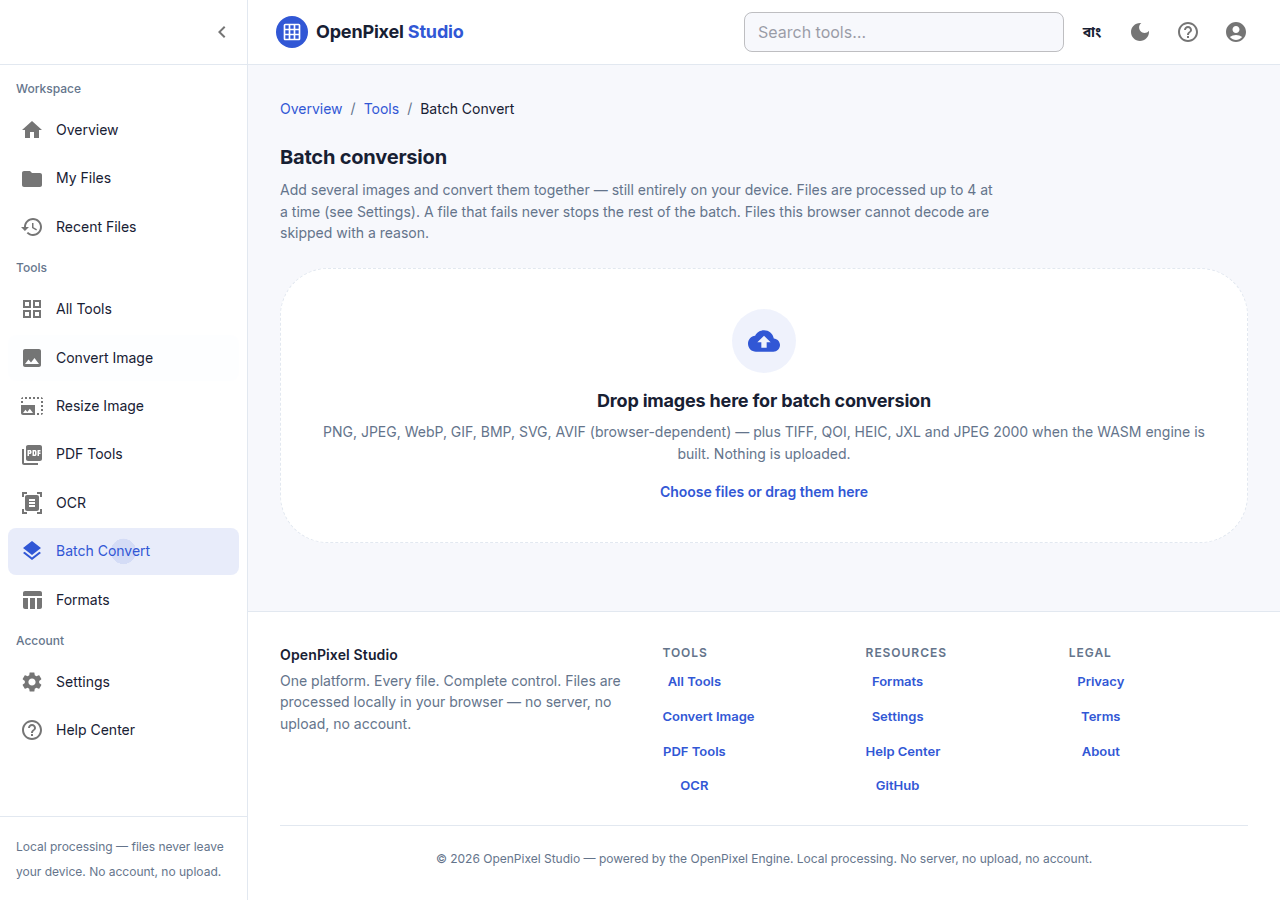 OpenPixel Studio
Search tools...
বাং
Workspace
Overview
My Files
Recent Files
Tools
All Tools
Convert Image
Resize Image
PDF Tools
OCR
Batch Convert
Formats
Account
Settings
Help Center
Local processing — files never leave
your device. No account, no upload.
Overview / Tools / Batch Convert
Batch conversion
Add several images and convert them together — still entirely on your device. Files are processed up to 4 at
a time (see Settings). A file that fails never stops the rest of the batch. Files this browser cannot decode are
skipped with a reason.
Drop images here for batch conversion
PNG, JPEG, WebP, GIF, BMP, SVG, AVIF (browser-dependent) — plus TIFF, QOI, HEIC, JXL and JPEG 2000 when the WASM engine is
built. Nothing is uploaded.
Choose files or drag them here
OpenPixel Studio
One platform. Every file. Complete control. Files are
processed locally in your browser — no server, no
upload, no account.
TOOLS
All Tools
Convert Image
PDF Tools
OCR
RESOURCES
Formats
Settings
Help Center
GitHub
LEGAL
Privacy
Terms
About
© 2026 OpenPixel Studio — powered by the OpenPixel Engine. Local processing. No server, no upload, no account.